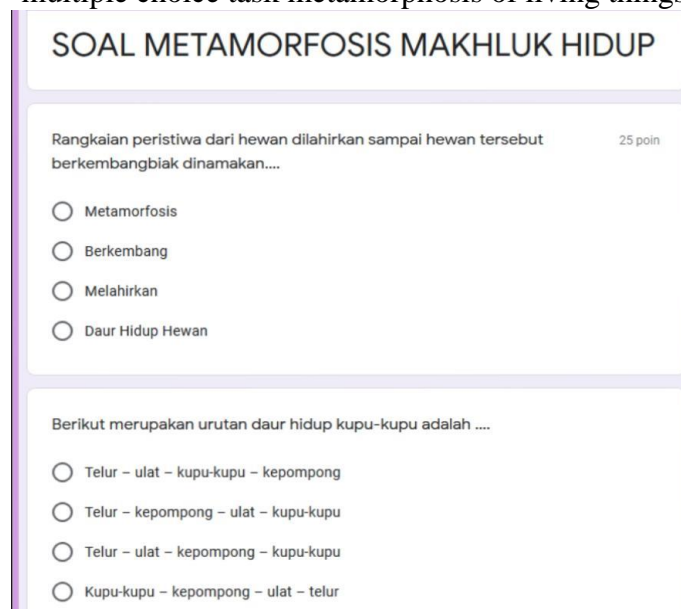 multiple choice task metamorphosis of living things
SOAL METAMORFOSIS MAKHLUK HIDUP
Rangkaian peristiwa dari hewan dilahirkan sampai hewan tersebut
25 poin
berkembangbiak dinamakan....
Metamorfosis
Berkembang
Melahirkan
Daur Hidup Hewan
Berikut merupakan urutan daur hidup kupu-kupu adalah ....
Telur – ulat – kupu-kupu – kepompong
Telur – kepompong – ulat – kupu-kupu
Telur – ulat – kepompong – kupu-kupu
Kupu-kupu – kepompong – ulat – telur